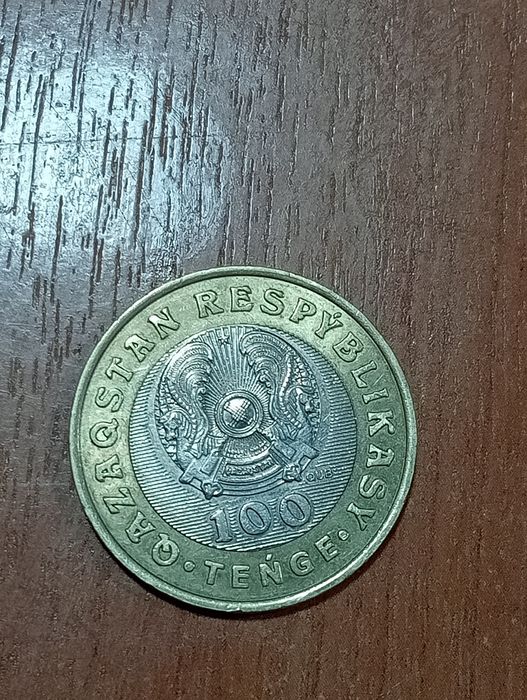 QAZAQSTAN RESPÝBLIKASY
100
· TEŃGE ·